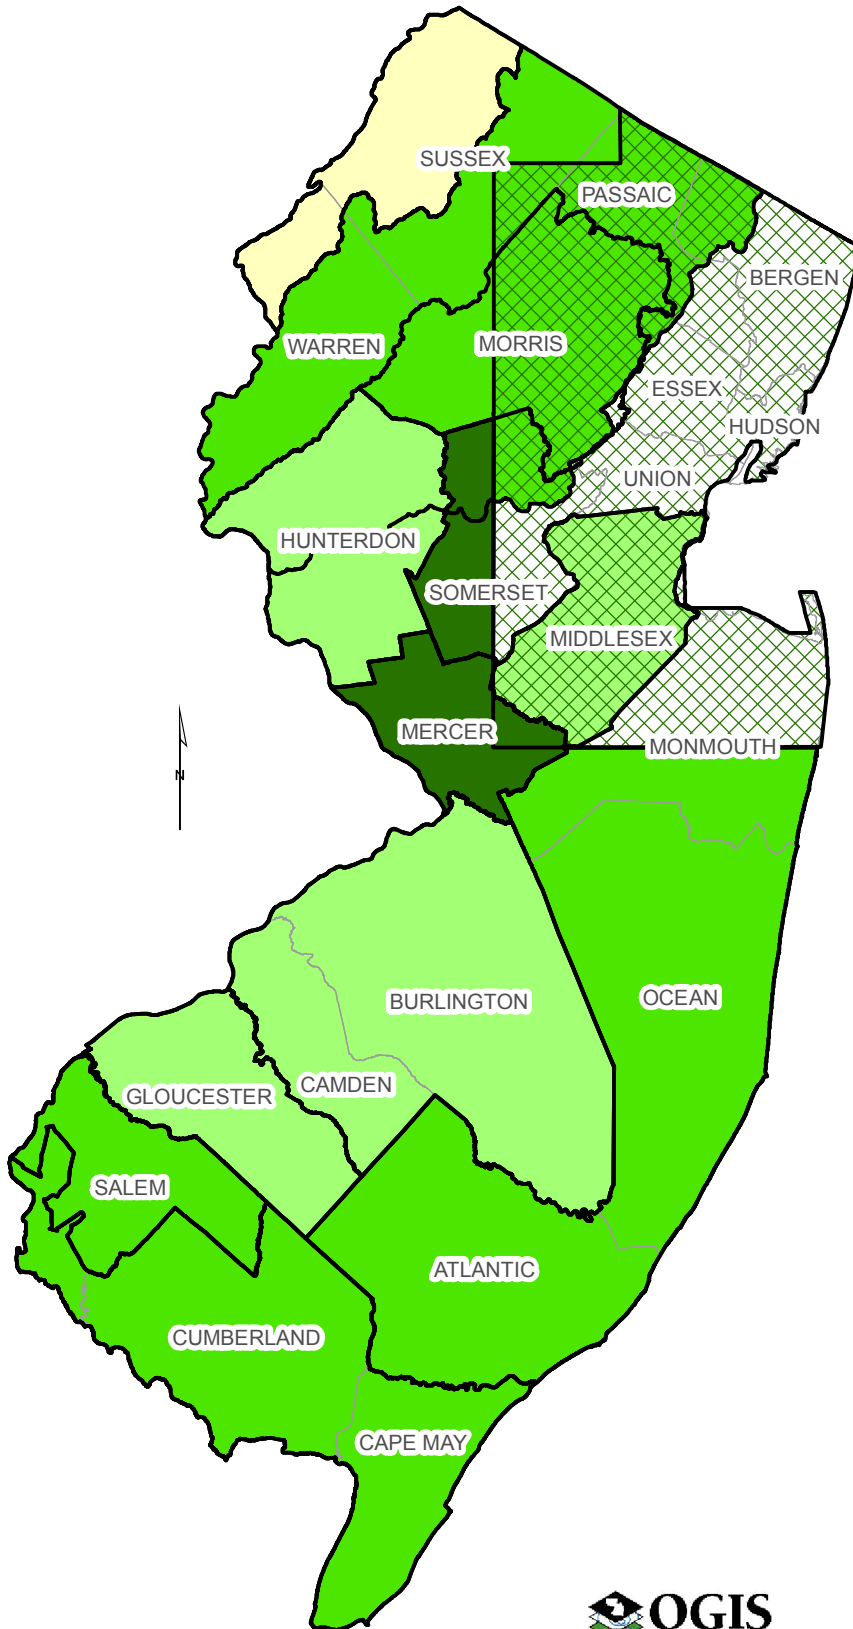 SUSSEX
PASSAIC
BERGEN
WARREN
MORRIS
ESSEX
HUDSON
UNION
HUNTERDON
SOMERSET
MIDDLESEX
MERCER
MONMOUTH
N
OCEAN
BURLINGTON
CAMDEN
GLOUCESTER
SALEM
ATLANTIC
CUMBERLAND
CAPE MAY
OGIS